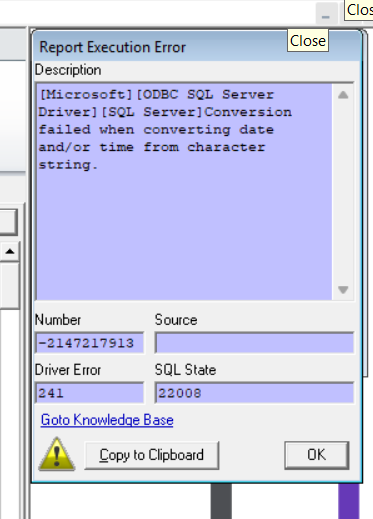 Clos
Close
Report Execution Error
Description
[Microsoft][ODBC SQL Server
Driver][SQL Server]Conversion
failed when converting date
and/or time from character
string.
Number Source
-2147217913
Driver Error SQL State
241 22008
Goto Knowledge Base
Copy to Clipboard OK